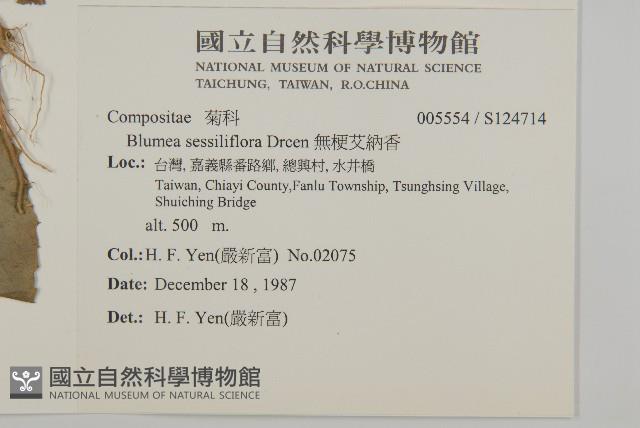 國立自然科學博物館
NATIONAL MUSEUM OF NATURAL SCIENCE
TAICHUNG, TAIWAN, R.O.CHINA
Compositae 菊科 005554 / S124714
Blumea sessiliflora Drcen 無梗艾納香
Loc.: 台灣, 嘉義縣番路鄉, 總興村, 水井橋
Taiwan, Chiayi County,Fanlu Township, Tsunghsing Village,
Shuiching Bridge
alt. 500 m.
Col.: H. F. Yen(嚴新富) No.02075
Date: December 18 , 1987
Det.: H. F. Yen(嚴新富)
國立自然科學博物館
NATIONAL MUSEUM OF NATURAL SCIENCE